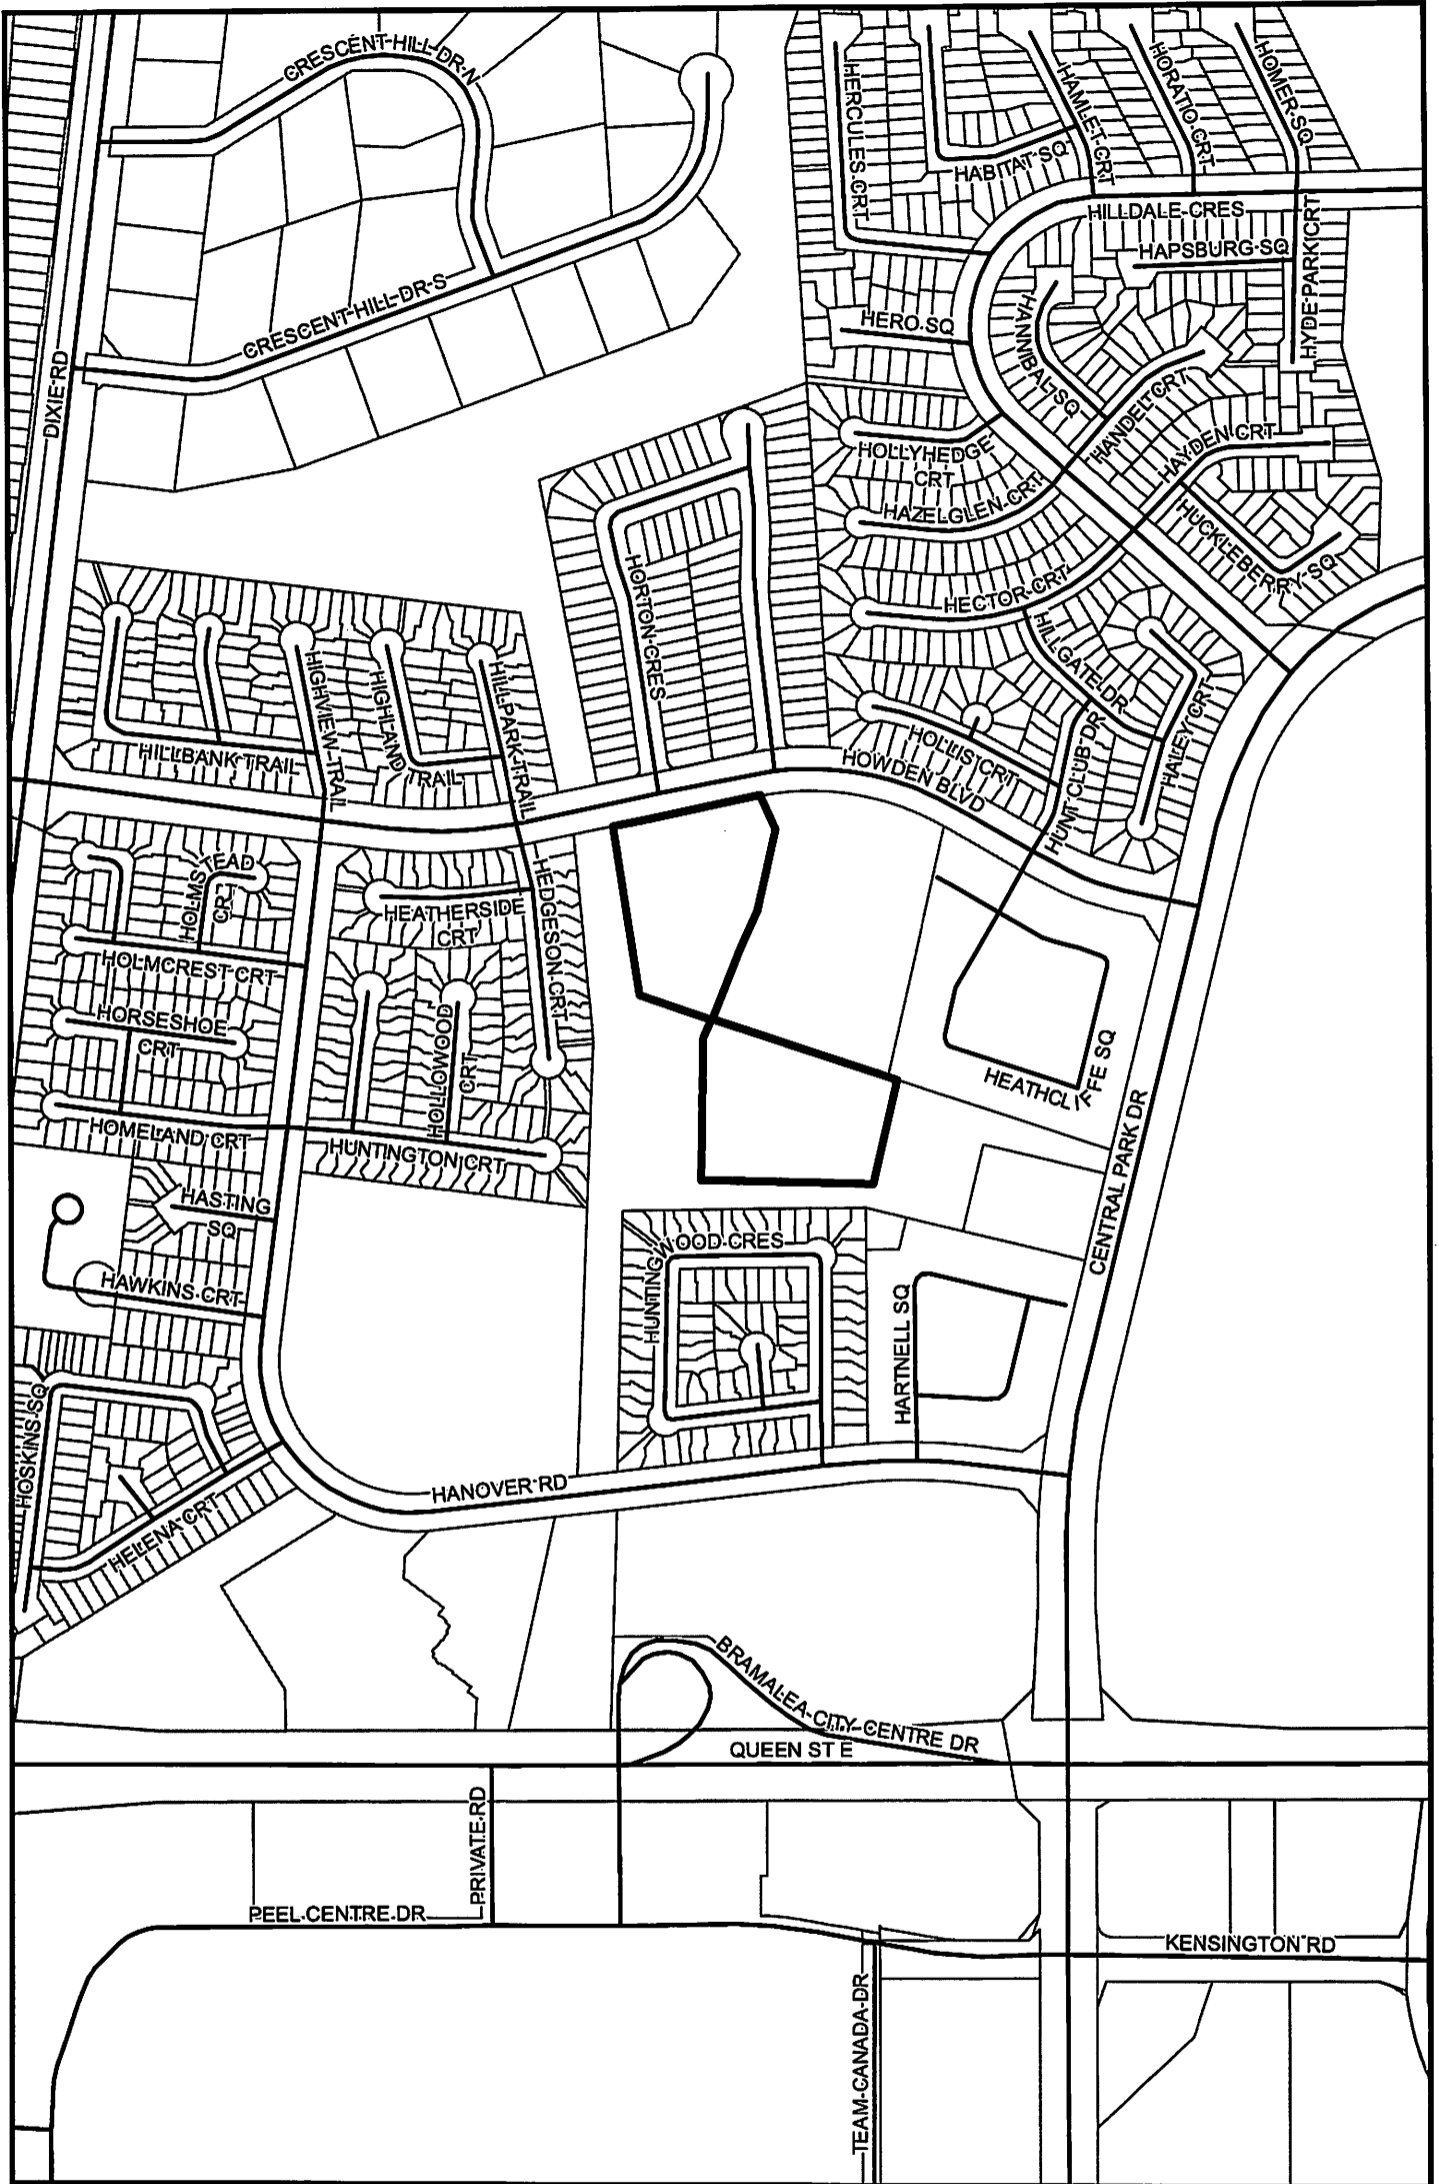 CRESCENT HILL DR N
HERCULES CRT
HAMLET CRT
HORATIO CRT
HOMER SQ
HABITAT SQ
HILLDALE CRES
HAPSBURG SQ
HYDE PARK CRT
CRESCENT HILL DR S
HERO SQ
HANNIBAL SQ
DIXIE RD
HANDEL CRT
HOLLYHEDGE
CRT
HAYDEN CRT
HAZELGLEN CRT
HUCKLEBERRY SQ
HORTON CRES
HECTOR CRT
HILLGATE DR
HIGHVIEW TRAIL
HIGHLAND
TRAIL
HILLPARK TRAIL
HILLBANK TRAIL
HOLLIS CRT
HUNT CLUB DR
HALEY CRT
HOWDEN BLVD
HOLMSTEAD
CRT
HEATHERSIDE
CRT
HEDGESON CRT
HOLMCREST CRT
HORSESHOE
CRT
HOLLOWOOD
CRT
HEATHCLIFFE SQ
HOMELAND CRT
HUNTINGTON CRT
CENTRAL PARK DR
HASTING
SQ
HUNTINGWOOD CRES
HAWKINS CRT
HARTNELL SQ
HOSKINS SQ
HANOVER RD
HELENA CRT
BRAMALEA CITY CENTRE DR
QUEEN ST E
PRIVATE RD
PEEL CENTRE DR
KENSINGTON RD
TEAM CANADA DR